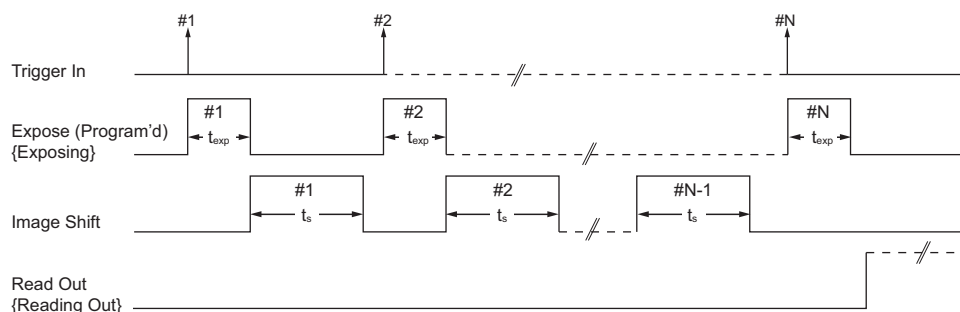 #1 #2 #N
Trigger In
#1 #2 #N
Expose (Program’d)
{Exposing}
t_exp t_exp t_exp
#1 #2 #N-1
Image Shift
t_s t_s t_s
Read Out
{Reading Out}